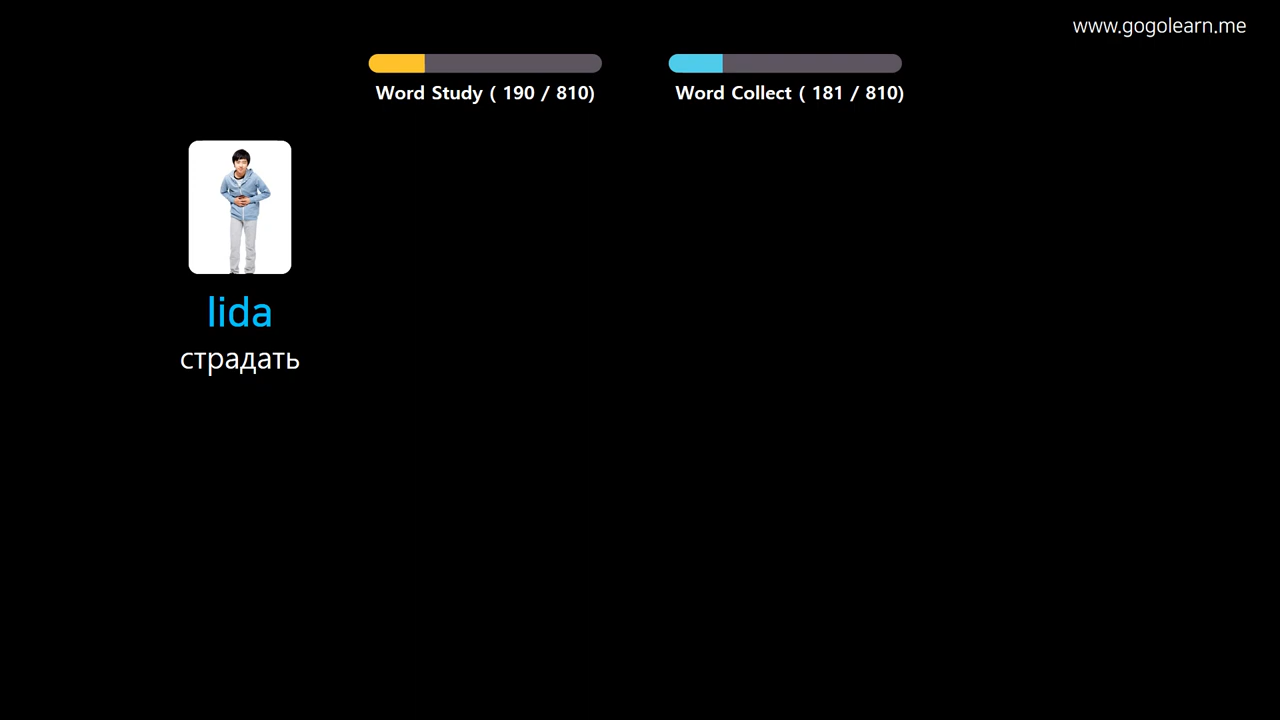 www.gogolearn.me
Word Study ( 190 / 810)
Word Collect ( 181 / 810)
lida
страдать